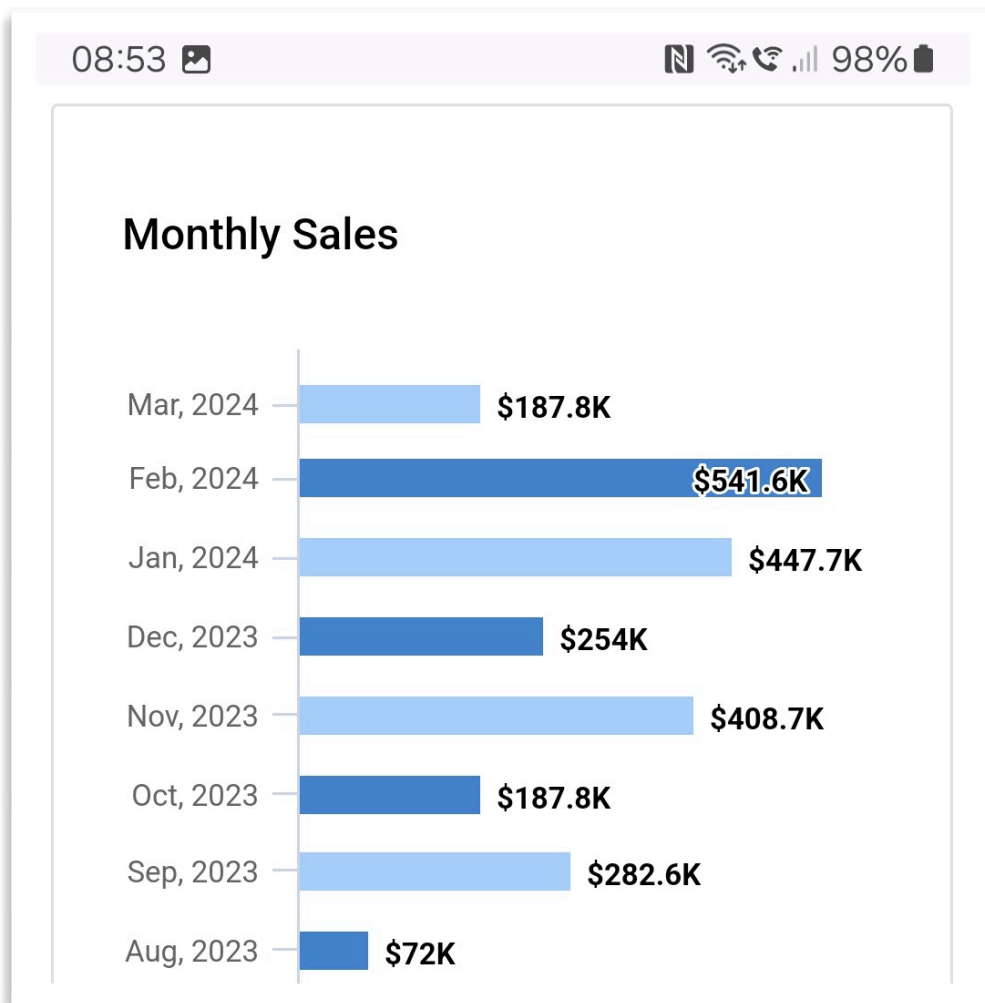 08:53 98%
Monthly Sales
Mar, 2024 $187.8K
Feb, 2024 $541.6K
Jan, 2024 $447.7K
Dec, 2023 $254K
Nov, 2023 $408.7K
Oct, 2023 $187.8K
Sep, 2023 $282.6K
Aug, 2023 $72K